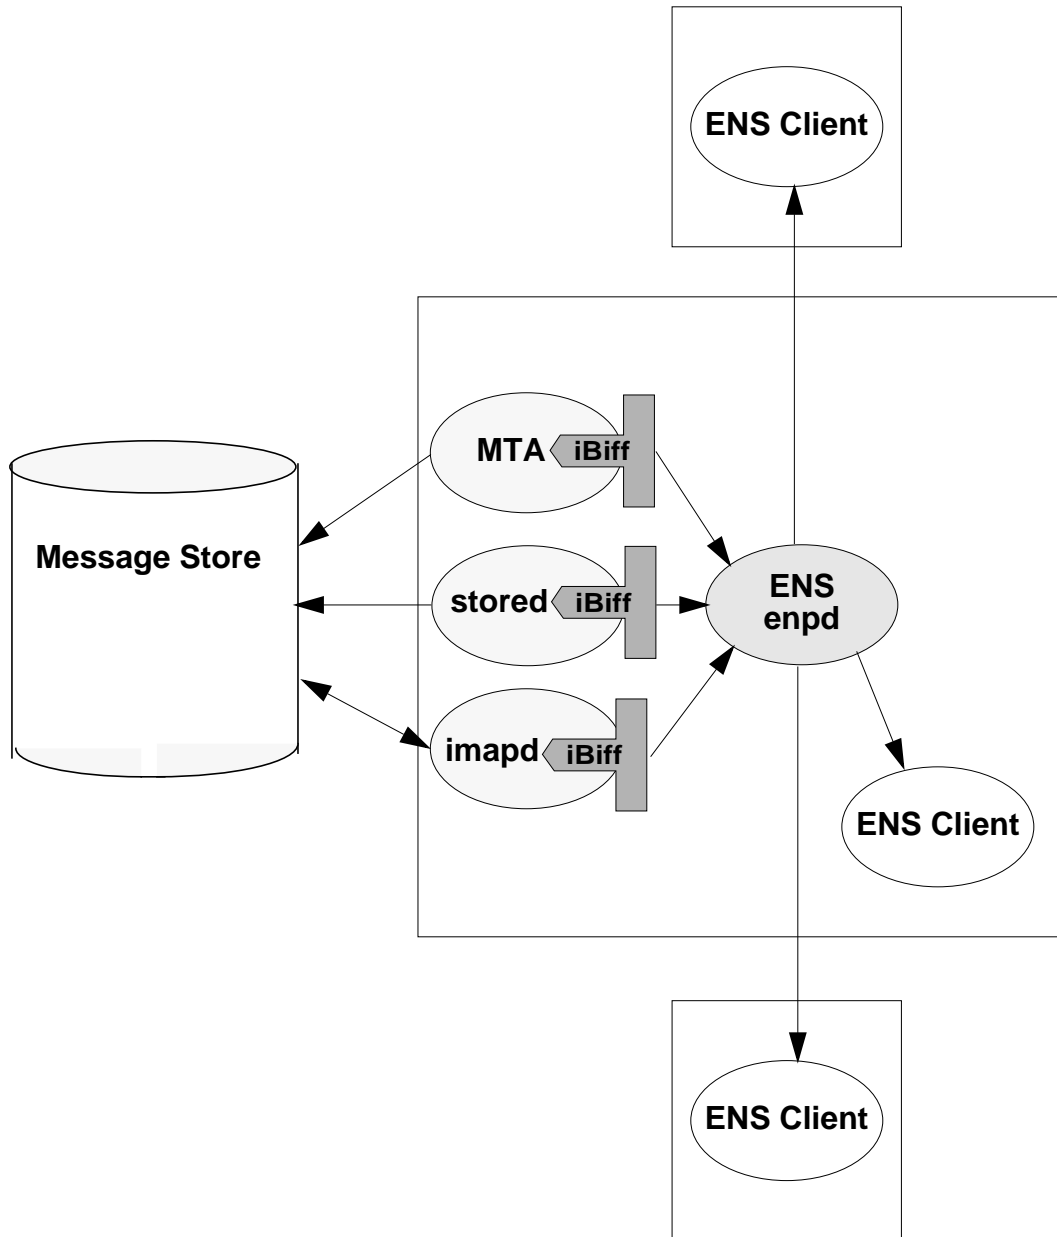 ENS Client
MTA
iBiff
Message Store
stored
iBiff
ENS
enpd
imapd
iBiff
ENS Client
ENS Client